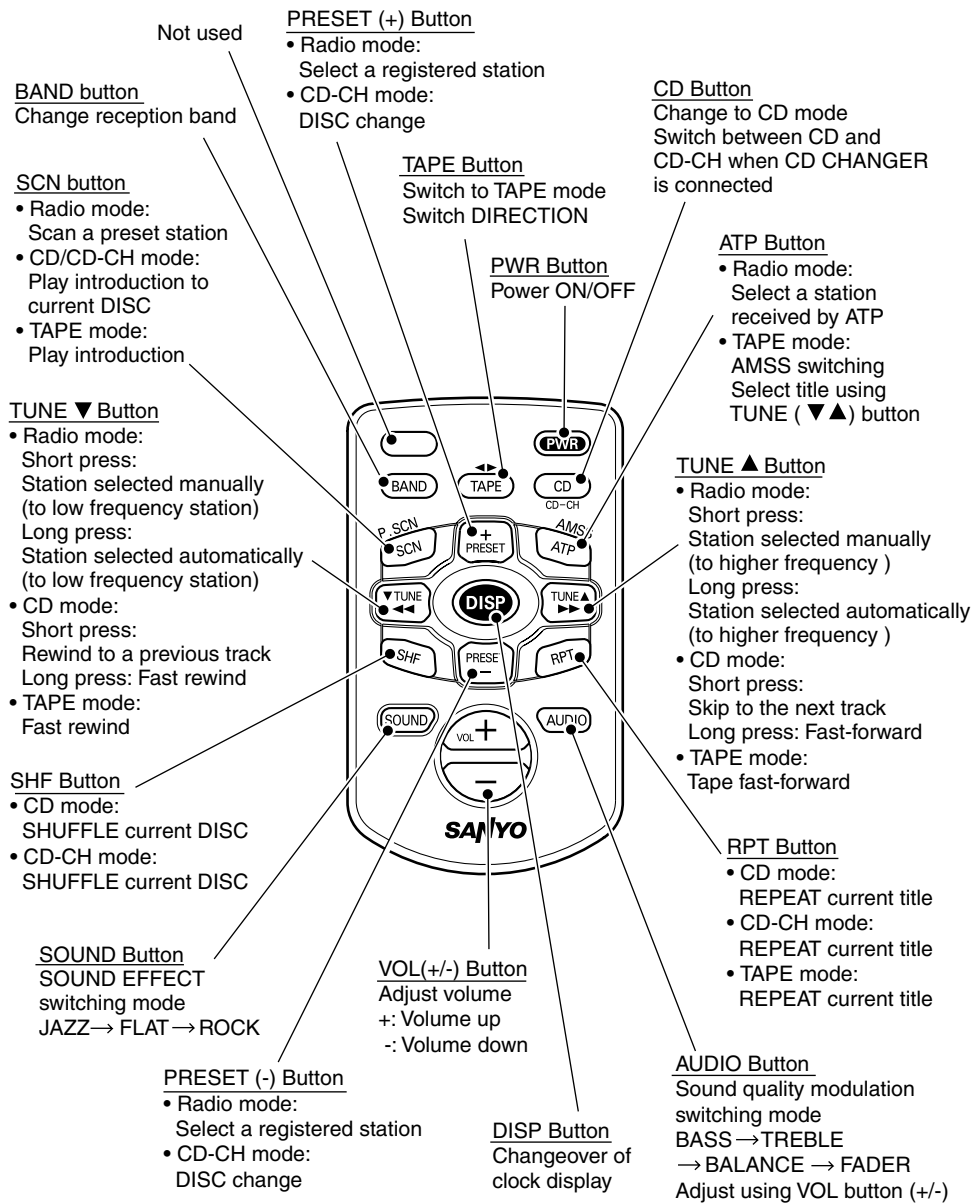 Not used
PRESET (+) Button
• Radio mode:
Select a registered station
• CD-CH mode:
DISC change
BAND button
Change reception band
SCN button
• Radio mode:
Scan a preset station
• CD/CD-CH mode:
Play introduction to
current DISC
• TAPE mode:
Play introduction
TAPE Button
Switch to TAPE mode
Switch DIRECTION
PWR Button
Power ON/OFF
CD Button
Change to CD mode
Switch between CD and
CD-CH when CD CHANGER
is connected
ATP Button
• Radio mode:
Select a station
received by ATP
• TAPE mode:
AMSS switching
Select title using
TUNE ( ▼▲) button
TUNE ▼ Button
• Radio mode:
Short press:
Station selected manually
(to low frequency station)
Long press:
Station selected automatically
(to low frequency station)
• CD mode:
Short press:
Rewind to a previous track
Long press: Fast rewind
• TAPE mode:
Fast rewind
TUNE ▲ Button
• Radio mode:
Short press:
Station selected manually
(to higher frequency )
Long press:
Station selected automatically
(to higher frequency )
• CD mode:
Short press:
Skip to the next track
Long press: Fast-forward
• TAPE mode:
Tape fast-forward
PWR
BAND
◄►
TAPE
CD
CD-CH
P.SCN
SCN
+
PRESET
AMSS
ATP
▼TUNE
◄◄
DISP
TUNE▲
►►
SHF
PRESE
−
RPT
SOUND
VOL +
−
AUDIO
SANYO
SHF Button
• CD mode:
SHUFFLE current DISC
• CD-CH mode:
SHUFFLE current DISC
RPT Button
• CD mode:
REPEAT current title
• CD-CH mode:
REPEAT current title
• TAPE mode:
REPEAT current title
SOUND Button
SOUND EFFECT
switching mode
JAZZ→ FLAT→ROCK
VOL(+/-) Button
Adjust volume
+: Volume up
-: Volume down
PRESET (-) Button
• Radio mode:
Select a registered station
• CD-CH mode:
DISC change
DISP Button
Changeover of
clock display
AUDIO Button
Sound quality modulation
switching mode
BASS→TREBLE
→BALANCE → FADER
Adjust using VOL button (+/-)